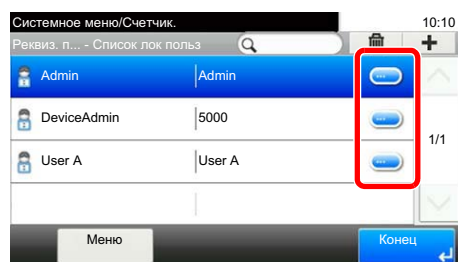 Системное меню/Счетчик. 10:10
Реквиз. п... - Список лок польз
Admin Admin
DeviceAdmin 5000
1/1
User A User A
Меню Конец